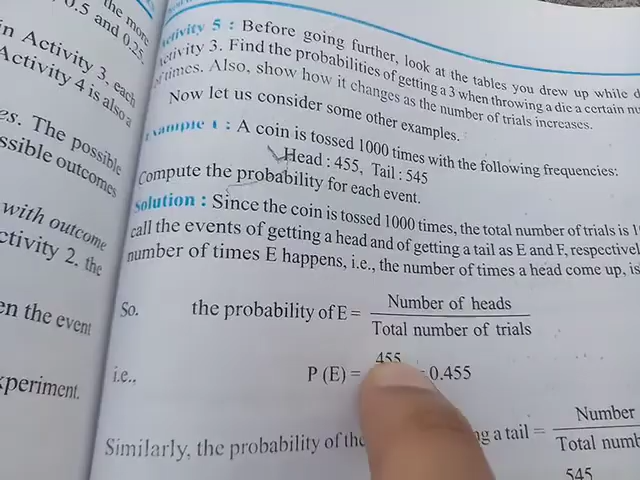 the more
0.5 and 0.25.
in Activity 3, each
Activity 4 is also a
es. The possible
ssible outcomes
with outcome
ctivity 2, the
en the event
xperiment.
ctivity 5 : Before going further, look at the tables you drew up while d
Activity 3. Find the probabilities of getting a 3 when throwing a die a certain
of times. Also, show how it changes as the number of trials increases.
Now let us consider some other examples.
Example 1 : A coin is tossed 1000 times with the following frequencies:
Head : 455, Tail : 545
Compute the probability for each event.
Solution : Since the coin is tossed 1000 times, the total number of trials is 1
call the events of getting a head and of getting a tail as E and F, respectivel
number of times E happens, i.e., the number of times a head come up, is
So. the probability of E = Number of heads
Total number of trials
i.e., P (E) = 455 = 0.455
Similarly, the probability of the ng a tail = Number
Total numb
545